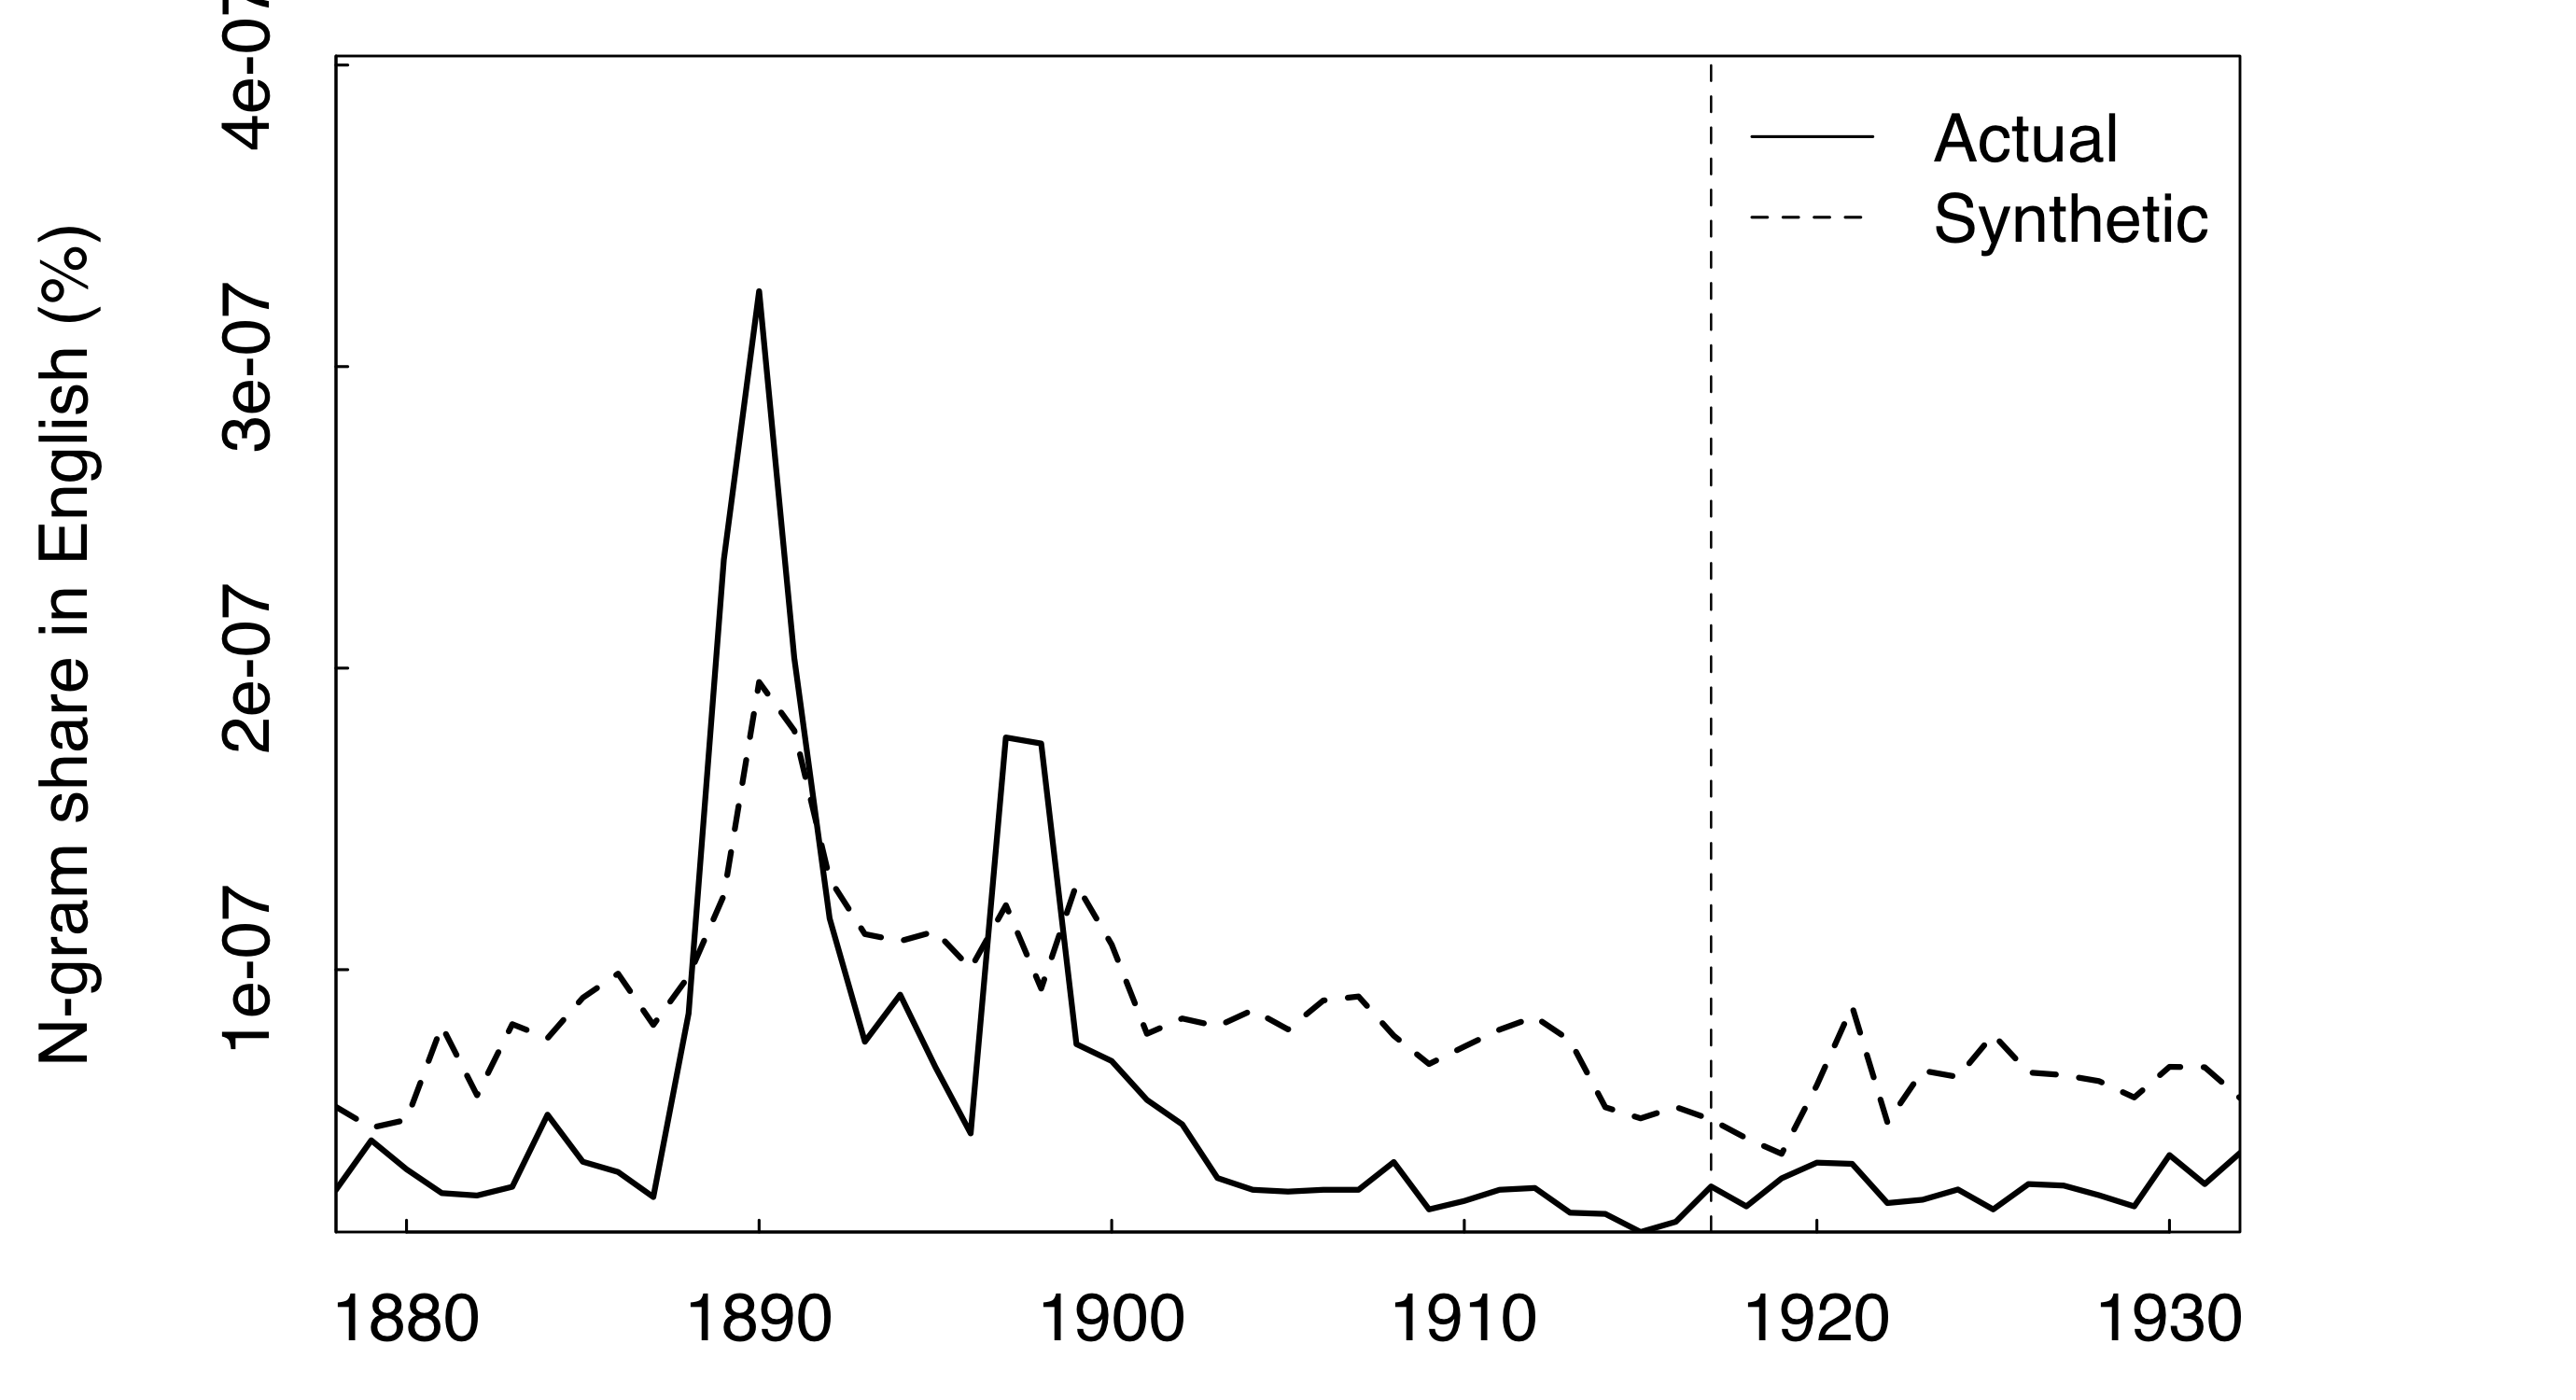 N-gram share in English (%)
4e-07
3e-07
2e-07
1e-07
Actual
Synthetic
1880 1890 1900 1910 1920 1930